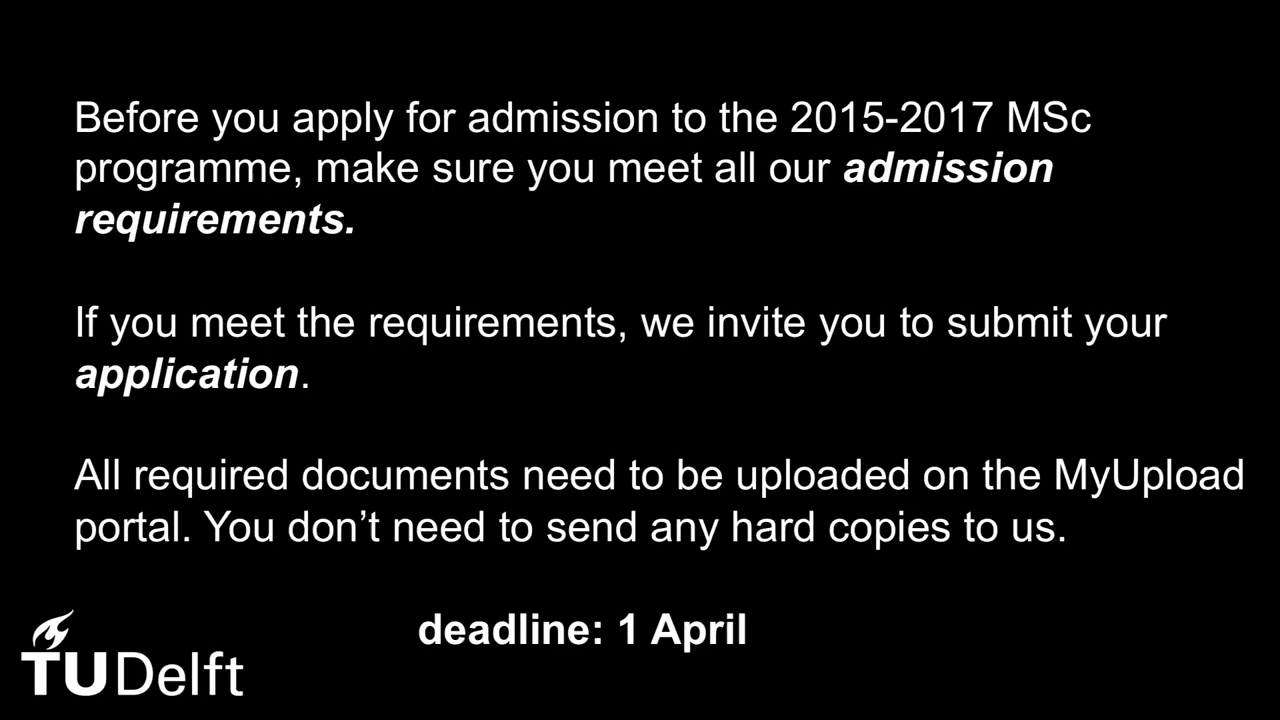 Before you apply for admission to the 2015-2017 MSc
programme, make sure you meet all our admission
requirements.
If you meet the requirements, we invite you to submit your
application.
All required documents need to be uploaded on the MyUpload
portal. You don’t need to send any hard copies to us.
deadline: 1 April
TUDelft